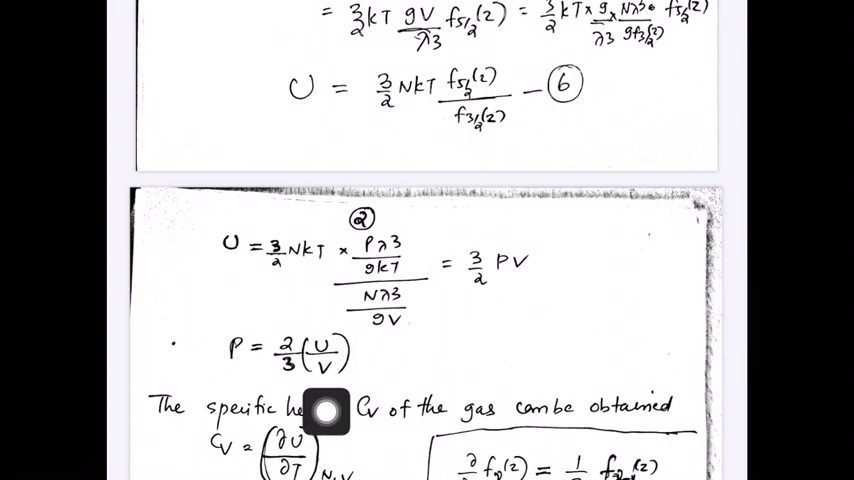 = 3/2 kT gV/λ3 f5/2(z) = 3/2 kT × g/λ3 × Nλ3/gf3/2(z) f5/2(z)
U = 3/2 NkT f5/2(z)/f3/2(z) — 6
2
U = 3/2 NkT × Pλ3/gkT / Nλ3/gV = 3/2 PV
P = 2/3 (U/V)
The specific he Cv of the gas can be obtained
Cv = (∂U/∂T)N,V